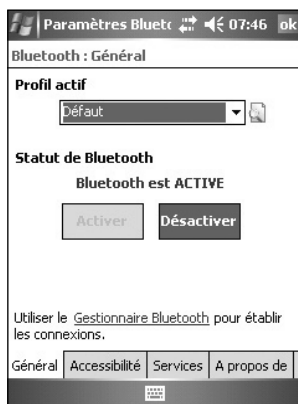 Paramètres Bluetc 07:46 ok
Bluetooth : Général
Profil actif
Défaut
Statut de Bluetooth
Bluetooth est ACTIVE
Activer Désactiver
Utiliser le Gestionnaire Bluetooth pour établir
les connexions.
Général Accessibilité Services A propos de